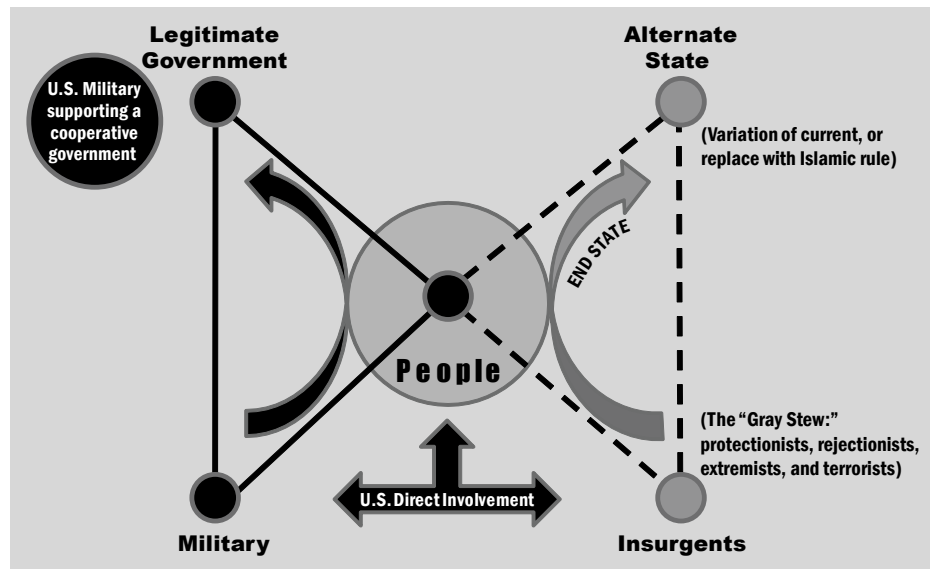 Legitimate
Government
Alternate
State
U.S. Military
supporting a
cooperative
government
(Variation of current, or
replace with Islamic rule)
END STATE
People
(The “Gray Stew:”
protectionists, rejectionists,
extremists, and terrorists)
U.S. Direct Involvement
Military
Insurgents